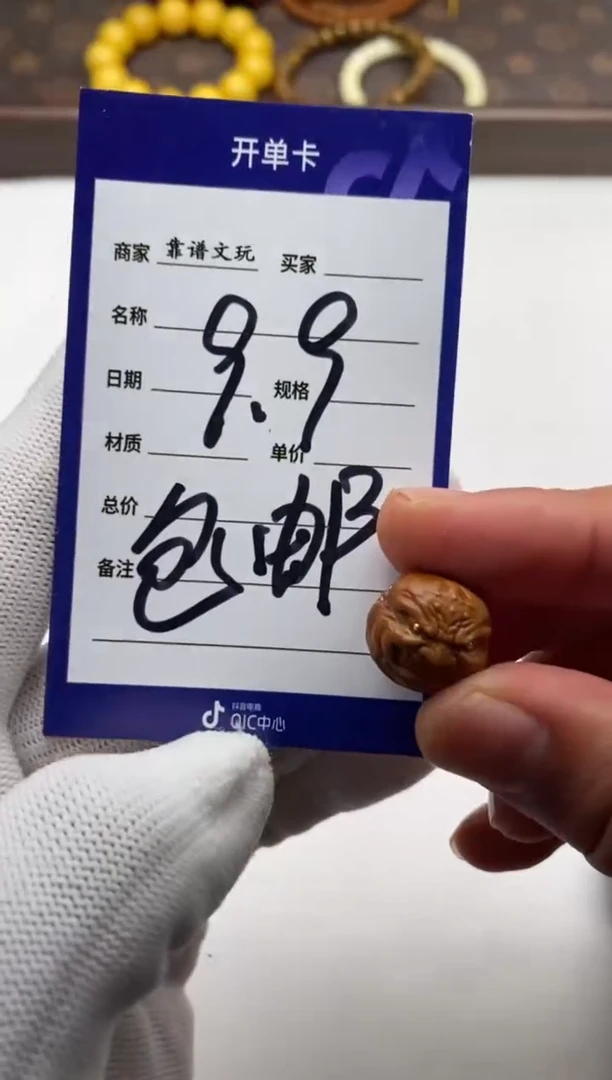 开单卡
商家 靠谱文玩 买家
名称
9.9
日期 规格
材质 单价
总价
包邮
备注
抖音电商
QIC中心